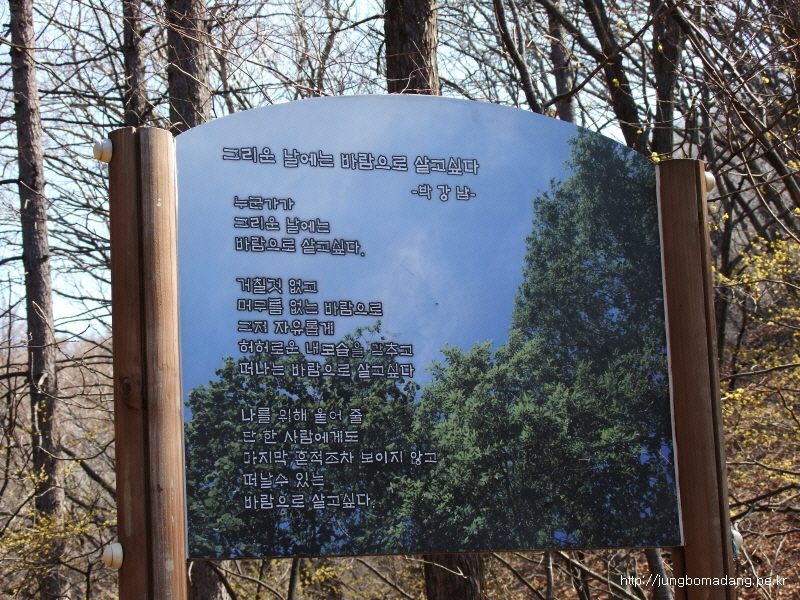 그리운 날에는 바람으로 살고싶다
-박 강 남-
누군가가
그리운 날에는
바람으로 살고싶다.
거칠것 없고
머무름 없는 바람으로
그저 자유롭게
허허로운 내모습을 감추고
떠나는 바람으로 살고싶다
나를 위해 울어 줄
단 한 사람에게도
마지막 흔적조차 보이지 않고
떠날수 있는
바람으로 살고싶다.
http://jungbomadang.pe.kr